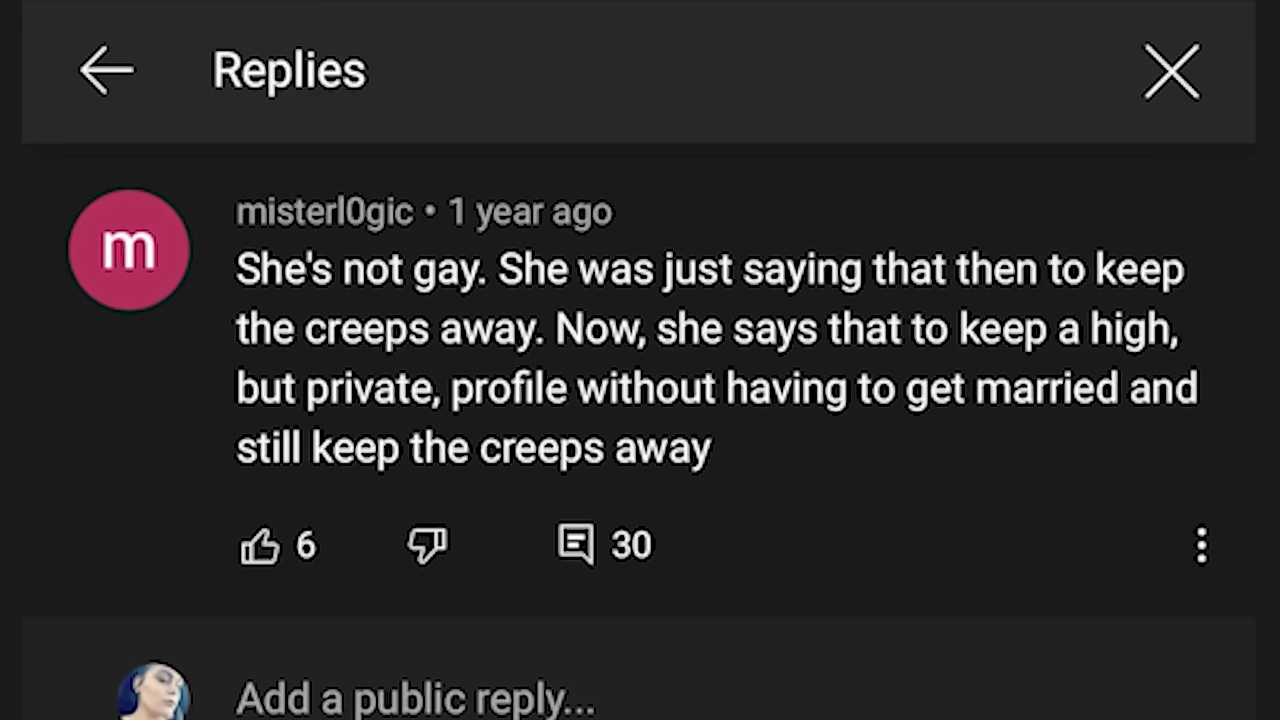 Replies
m
misterl0gic • 1 year ago
She's not gay. She was just saying that then to keep
the creeps away. Now, she says that to keep a high,
but private, profile without having to get married and
still keep the creeps away
6 30
Add a public reply...